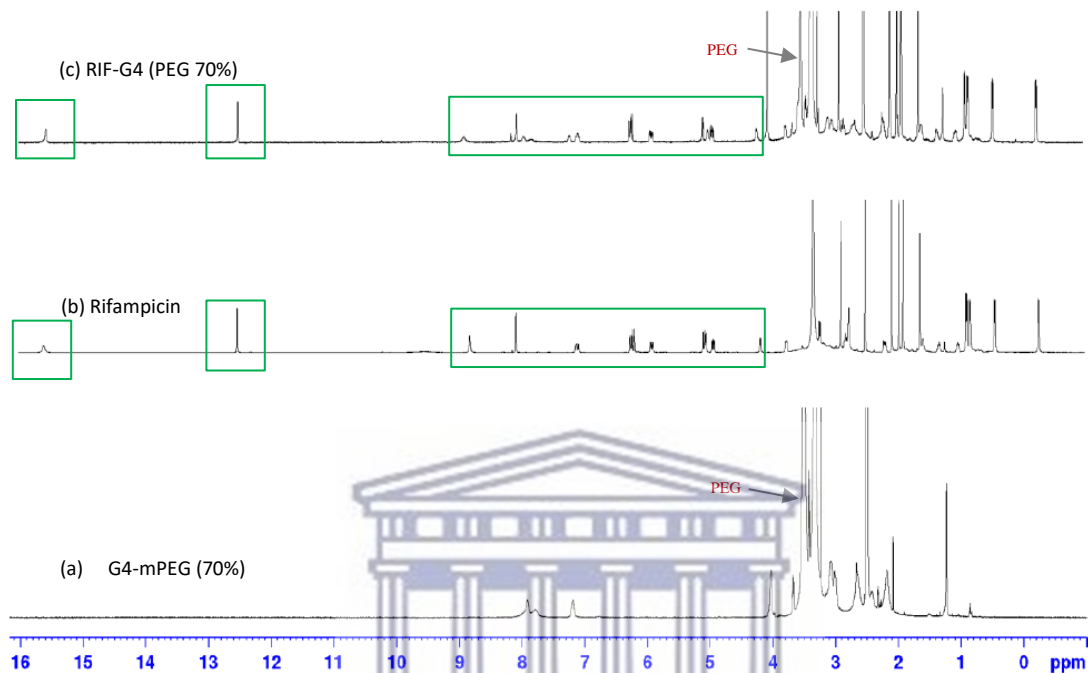 PEG
(c) RIF-G4 (PEG 70%)
(b) Rifampicin
PEG
(a) G4-mPEG (70%)
16 15 14 13 12 11 10 9 8 7 6 5 4 3 2 1 0 ppm